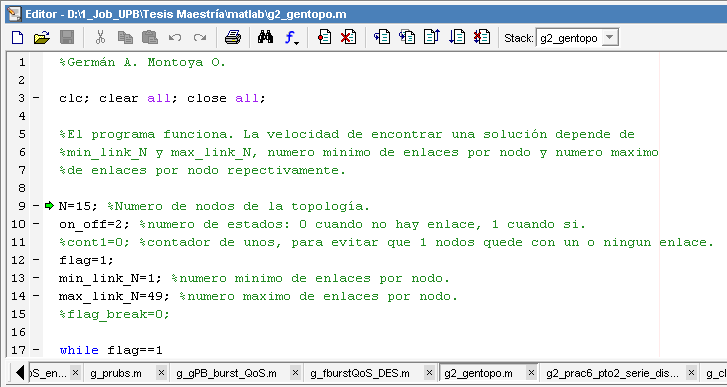 Editor - D:\1_Job_UPB\Tesis Maestría\matlab\g2_gentopo.m
Stack: g2_gentopo
1 %Germán A. Montoya O.
2
3 - clc; clear all; close all;
4
5 %El programa funciona. La velocidad de encontrar una solución depende de
6 %min_link_N y max_link_N, numero minimo de enlaces por nodo y numero maximo
7 %de enlaces por nodo repectivamente.
8
9 - N=15; %Numero de nodos de la topología.
10 - on_off=2; %numero de estados: 0 cuando no hay enlace, 1 cuando si.
11 %cont1=0; %contador de unos, para evitar que 1 nodos quede con un o ningun enlace.
12 - flag=1;
13 - min_link_N=1; %numero minimo de enlaces por nodo.
14 - max_link_N=49; %numero maximo de enlaces por nodo.
15 %flag_break=0;
16
17 - while flag==1
oS_en... × g_prubs.m × g_gPB_burst_QoS.m × g_fburstQoS_DES.m × g2_gentopo.m × g2_prac6_pto2_serie_dis... × g_cl